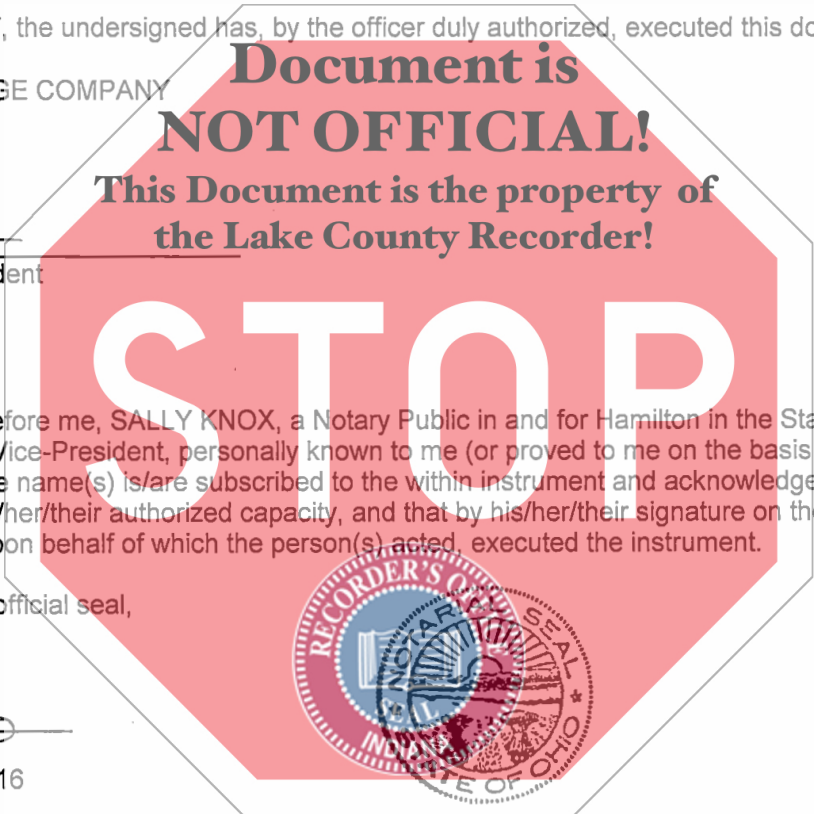 , the undersigned has, by the officer duly authorized, executed this do
Document is
GE COMPANY
NOT OFFICIAL!
This Document is the property of
the Lake County Recorder!
dent
STOP
efore me, SALLY KNOX, a Notary Public in and for Hamilton in the Sta
Vice-President, personally known to me (or proved to me on the basis
e name(s) is/are subscribed to the within instrument and acknowledge
/her/their authorized capacity, and that by his/her/their signature on the
on behalf of which the person(s) acted, executed the instrument.
official seal,
RECORDER'S OFFICE
SEAL
INDIANA
NOTARIAL SEAL
STATE OF OHIO
16